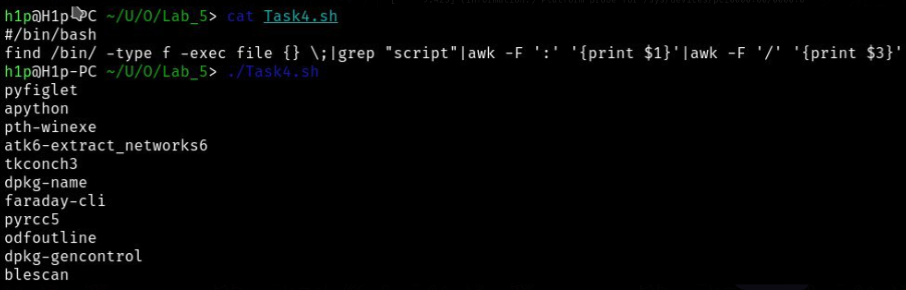 h1p@H1p-PC ~/U/O/Lab_5> cat Task4.sh
#/bin/bash
find /bin/ -type f -exec file {} \;|grep "script"|awk -F ':' '{print $1}'|awk -F '/' '{print $3}'
h1p@H1p-PC ~/U/O/Lab_5> ./Task4.sh
pyfiglet
apython
pth-winexe
atk6-extract_networks6
tkconch3
dpkg-name
faraday-cli
pyrcc5
odfoutline
dpkg-gencontrol
blescan